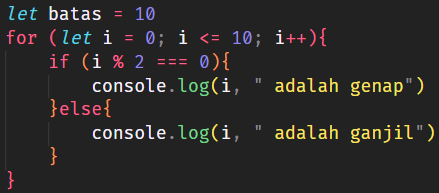 let batas = 10
for (let i = 0; i <= 10; i++){
    if (i % 2 === 0){
        console.log(i, " adalah genap")
    }else{
        console.log(i, " adalah ganjil")
    }
}